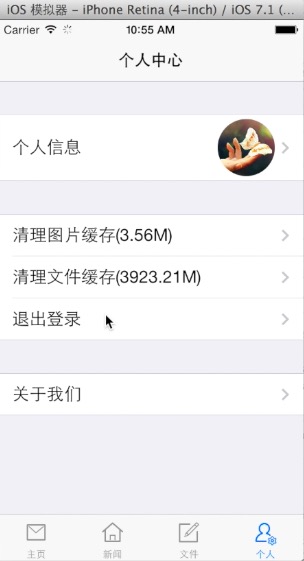 iOS 模拟器 – iPhone Retina (4-inch) / iOS 7.1 (...
Carrier 10:55 AM
个人中心
个人信息
清理图片缓存(3.56M)
清理文件缓存(3923.21M)
退出登录
关于我们
主页 新闻 文件 个人